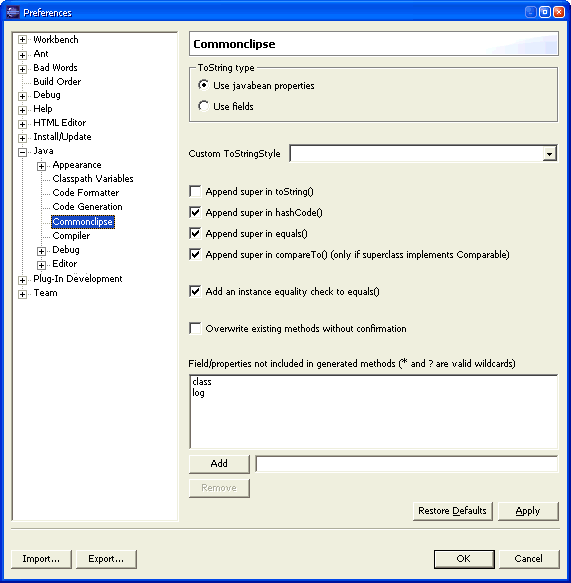 Preferences
Workbench
Ant
Bad Words
Build Order
Debug
Help
HTML Editor
Install/Update
Java
Appearance
Classpath Variables
Code Formatter
Code Generation
Commonclipse
Compiler
Debug
Editor
Plug-In Development
Team
Commonclipse
ToString type
Use javabean properties
Use fields
Custom ToStringStyle
Append super in toString()
Append super in hashCode()
Append super in equals()
Append super in compareTo() (only if superclass implements Comparable)
Add an instance equality check to equals()
Overwrite existing methods without confirmation
Field/properties not included in generated methods (* and ? are valid wildcards)
class
log
Add
Remove
Restore Defaults Apply
Import... Export... OK Cancel